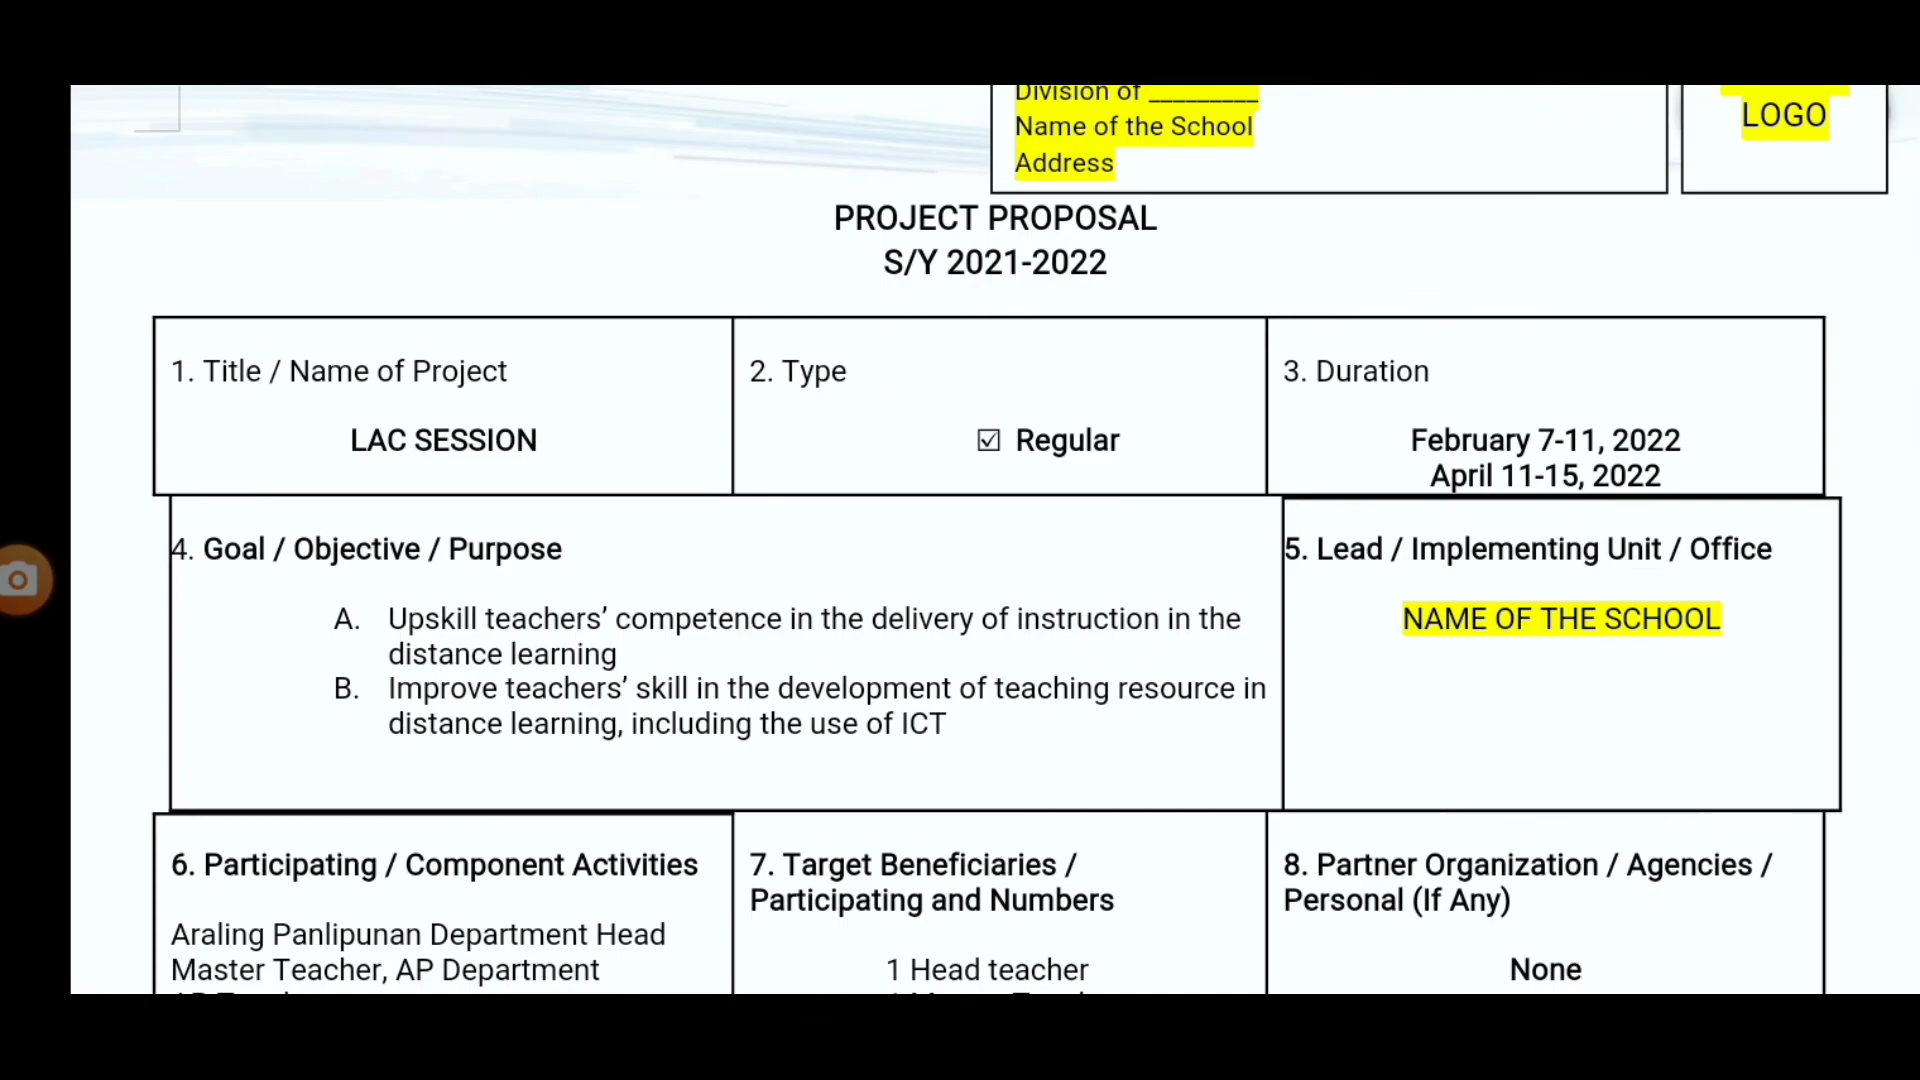 Division of _________
Name of the School
Address
LOGO
PROJECT PROPOSAL
S/Y 2021-2022
1. Title / Name of Project
LAC SESSION
2. Type
☑ Regular
3. Duration
February 7-11, 2022
April 11-15, 2022
4. Goal / Objective / Purpose
A. Upskill teachers’ competence in the delivery of instruction in the
distance learning
B. Improve teachers’ skill in the development of teaching resource in
distance learning, including the use of ICT
5. Lead / Implementing Unit / Office
NAME OF THE SCHOOL
6. Participating / Component Activities
Araling Panlipunan Department Head
Master Teacher, AP Department
7. Target Beneficiaries /
Participating and Numbers
1 Head teacher
8. Partner Organization / Agencies /
Personal (If Any)
None